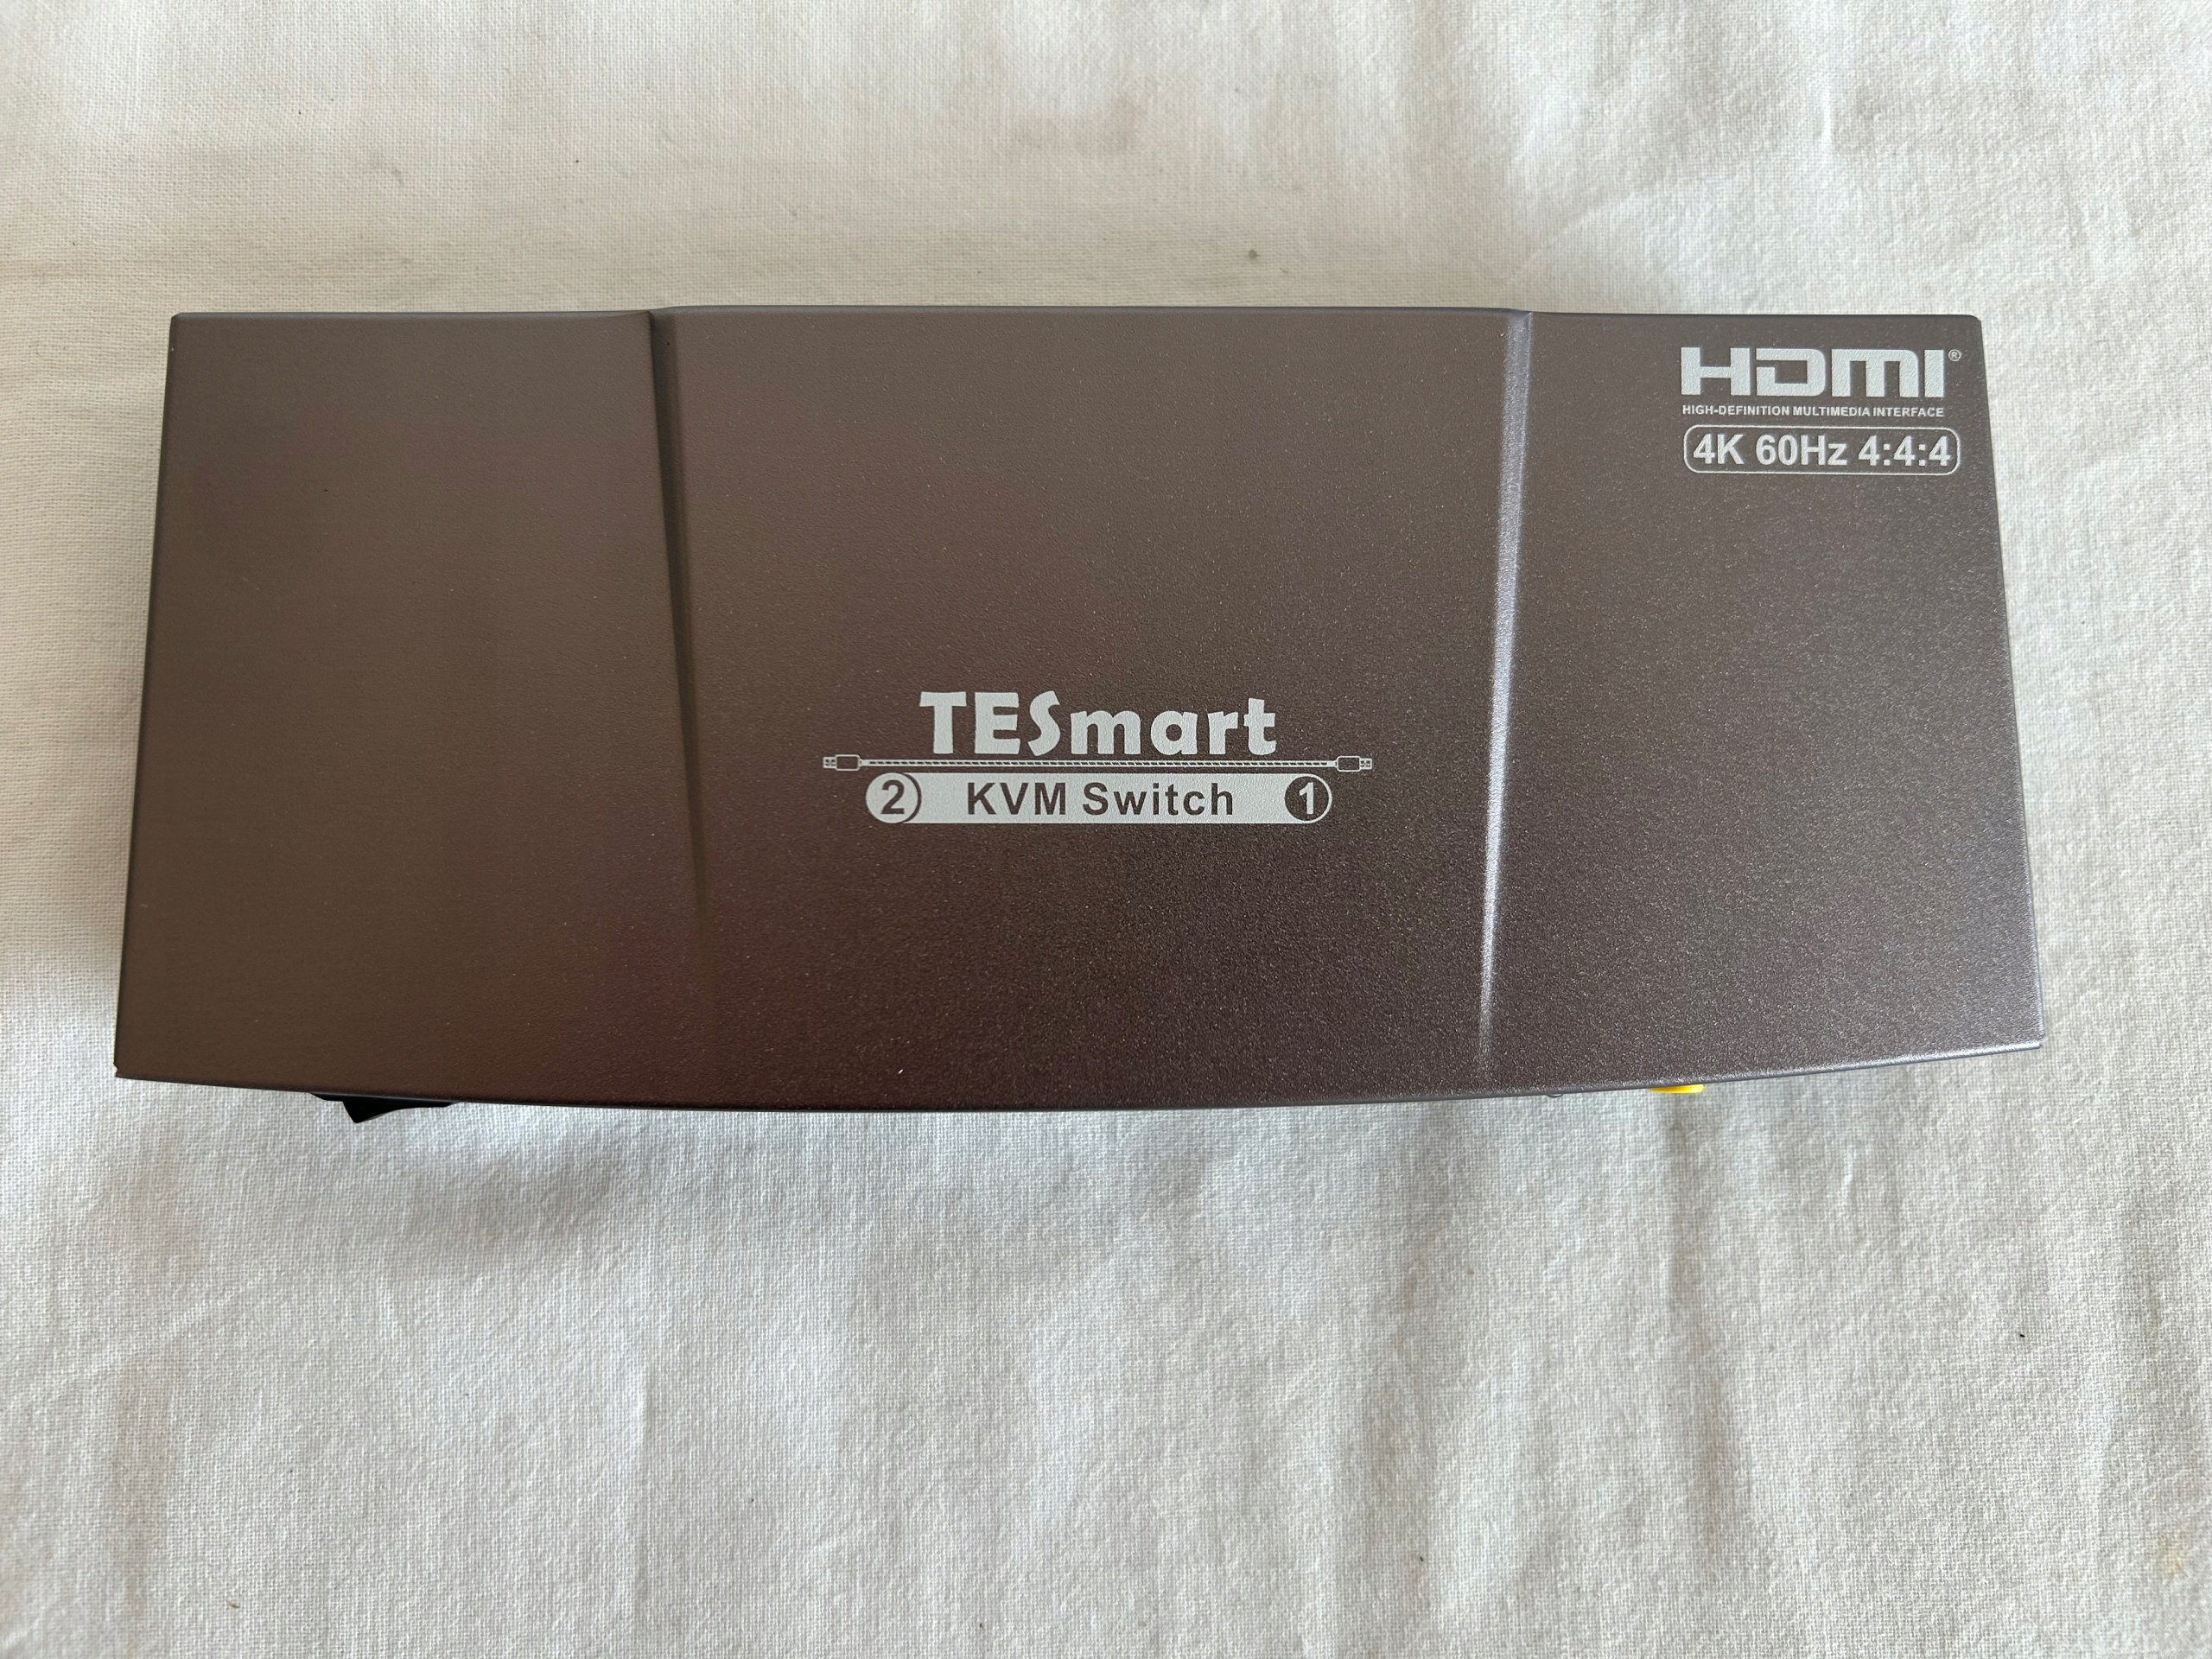 HDMI®
HIGH-DEFINITION MULTIMEDIA INTERFACE
4K 60Hz 4:4:4
TESmart
2 KVM Switch 1